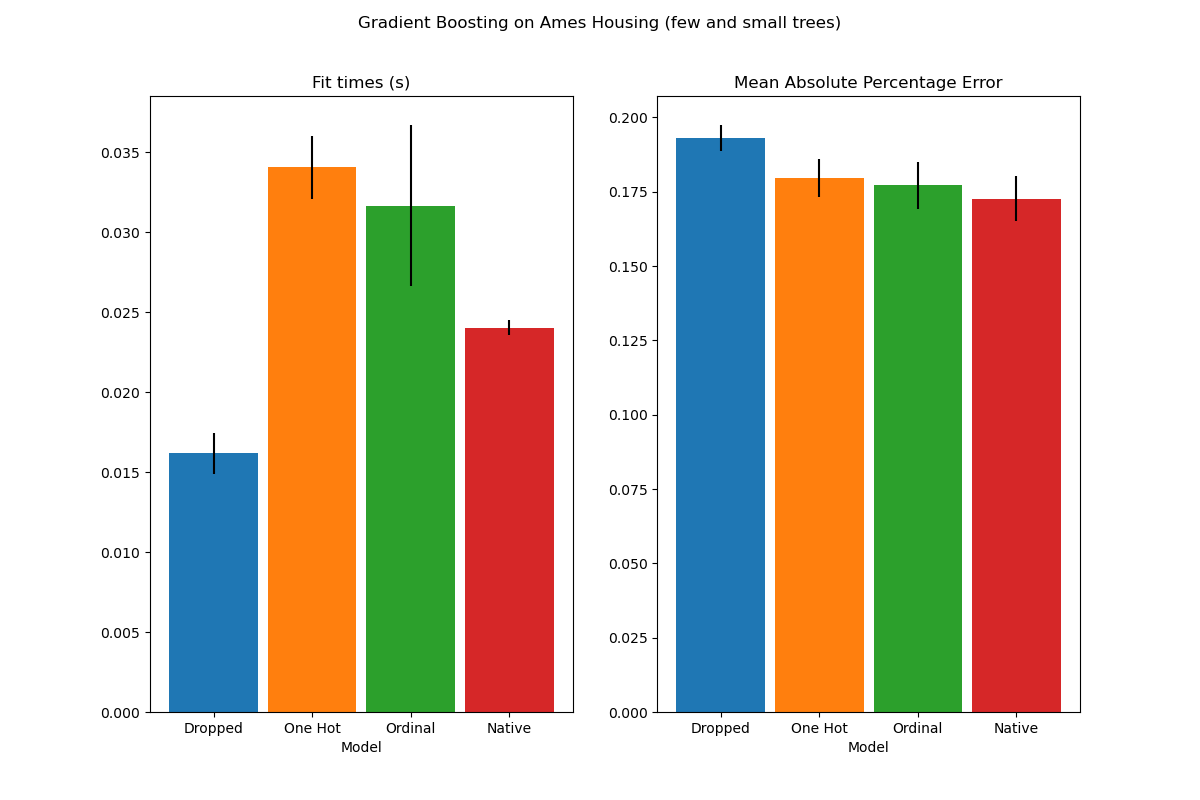 Gradient Boosting on Ames Housing (few and small trees)
Fit times (s)
0.035
0.030
0.025
0.020
0.015
0.010
0.005
0.000
Dropped One Hot Ordinal Native
Model
Mean Absolute Percentage Error
0.200
0.175
0.150
0.125
0.100
0.075
0.050
0.025
0.000
Dropped One Hot Ordinal Native
Model